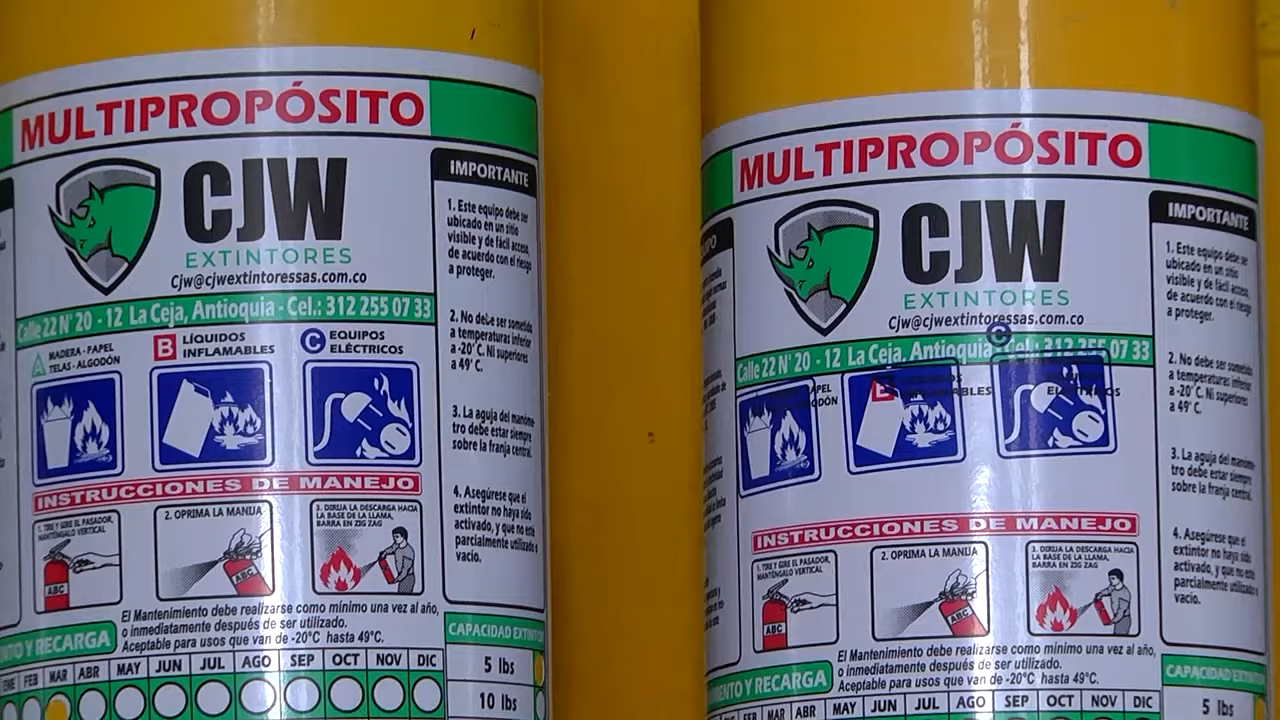 MULTIPROPÓSITO
CJW
EXTINTORES
Cjw@cjwextintoressas.com.co
Calle 22 N° 20 - 12 La Ceja, Antioquia - Cel.: 312 255 07 33
A MADERA - PAPEL
TELAS - ALGODÓN
B LÍQUIDOS
INFLAMABLES
C EQUIPOS
ELÉCTRICOS
INSTRUCCIONES DE MANEJO
1. TIRE Y GIRE EL PASADOR,
MANTÉNGALO VERTICAL
ABC
2. OPRIMA LA MANIJA
ABC
3. DIRIJA LA DESCARGA HACIA
LA BASE DE LA LLAMA,
BARRA EN ZIG ZAG
El Mantenimiento debe realizarse como mínimo una vez al año,
o inmediatamente después de ser utilizado.
Aceptable para usos que van de -20°C hasta 49°C.
NTO Y RECARGA
ENE FEB MAR ABR MAY JUN JUL AGO SEP OCT NOV DIC
IMPORTANTE
1. Este equipo debe ser
ubicado en un sitio
visible y de fácil acceso,
de acuerdo con el riesgo
a proteger.
2. No debe ser sometido
a temperaturas inferior
a -20° C. Ni superiores
a 49° C.
3. La aguja del manóme-
tro debe estar siempre
sobre la franja central.
4. Asegúrese que el
extintor no haya sido
activado, y que no esté
parcialmente utilizado o
vacío.
CAPACIDAD EXTINTOR
5 lbs
10 lbs
MULTIPROPÓSITO
CJW
EXTINTORES
Cjw@cjwextintoressas.com.co
Calle 22 N° 20 - 12 La Ceja, Antioquia - Cel.: 312 255 07 33
C
PAPEL
ODÓN
B
ABLES
INSTRUCCIONES DE MANEJO
1. TIRE Y GIRE EL PASADOR,
MANTÉNGALO VERTICAL
ABC
2. OPRIMA LA MANIJA
ABC
3. DIRIJA LA DESCARGA HACIA
LA BASE DE LA LLAMA,
BARRA EN ZIG ZAG
El Mantenimiento debe realizarse como mínimo una vez al año,
o inmediatamente después de ser utilizado.
Aceptable para usos que van de -20°C hasta 49°C.
MIENTO Y RECARGA
FEB MAR ABR MAY JUN JUL AGO SEP OCT NOV DIC
IMPORTANTE
1. Este equipo debe ser
ubicado en un sitio
visible y de fácil acceso,
de acuerdo con el riesgo
a proteger.
2. No debe ser sometido
a temperaturas inferior
a -20° C. Ni superiores
a 49° C.
3. La aguja del manóme-
tro debe estar siempre
sobre la franja central.
4. Asegúrese que el
extintor no haya sido
activado, y que no esté
parcialmente utilizado o
vacío.
CAPACIDAD EXTINTOR
5 lbs